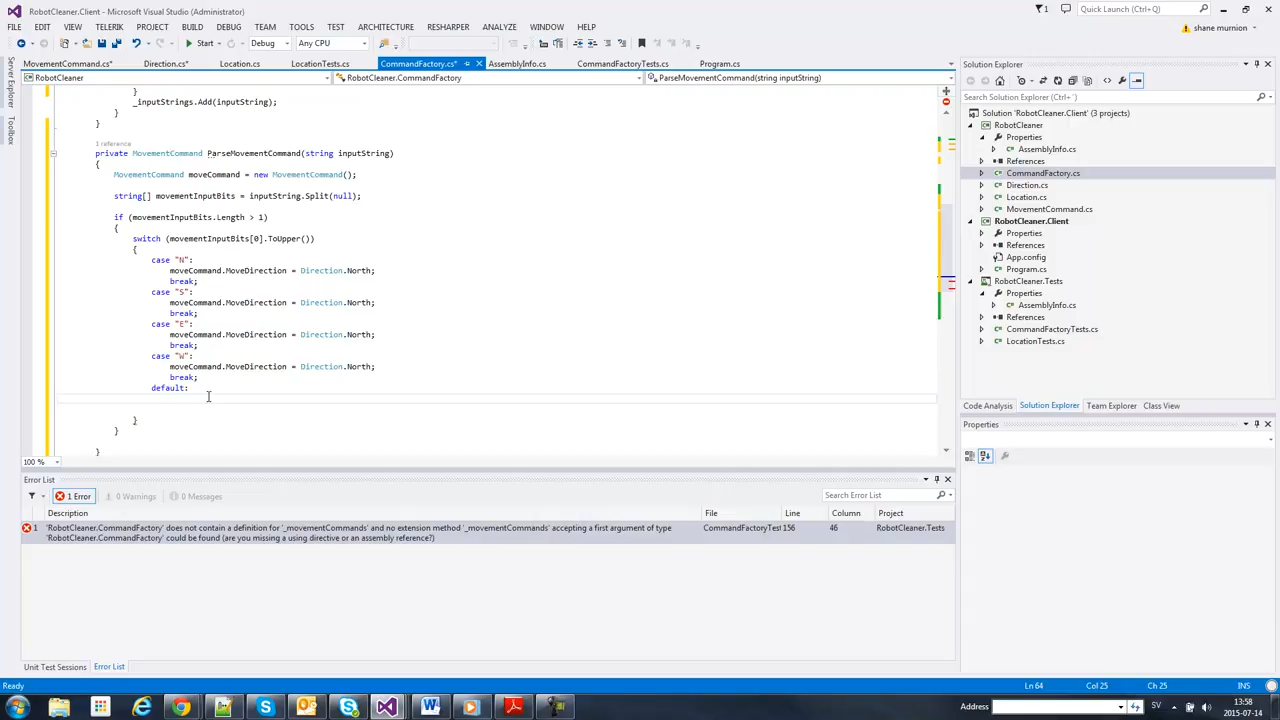 RobotCleaner.Client - Microsoft Visual Studio (Administrator)
1
Quick Launch (Ctrl+Q)
FILE EDIT VIEW TELERIK PROJECT BUILD DEBUG TEAM TOOLS TEST ARCHITECTURE RESHARPER ANALYZE WINDOW HELP
shane murnion
Start Debug Any CPU
MovementCommand.cs* Direction.cs* Location.cs LocationTests.cs CommandFactory.cs* AssemblyInfo.cs CommandFactoryTests.cs Program.cs
RobotCleaner RobotCleaner.CommandFactory ParseMovementCommand(string inputString)
Server Explorer
Toolbox
}
_inputStrings.Add(inputString);
}
}
1 reference
private MovementCommand ParseMovementCommand(string inputString)
{
MovementCommand moveCommand = new MovementCommand();
string[] movementInputBits = inputString.Split(null);
if (movementInputBits.Length > 1)
{
switch (movementInputBits[0].ToUpper())
{
case "N":
moveCommand.MoveDirection = Direction.North;
break;
case "S":
moveCommand.MoveDirection = Direction.North;
break;
case "E":
moveCommand.MoveDirection = Direction.North;
break;
case "W":
moveCommand.MoveDirection = Direction.North;
break;
default:
}
}
}
100 %
Solution Explorer
Search Solution Explorer (Ctrl+¨)
Solution 'RobotCleaner.Client' (3 projects)
RobotCleaner
Properties
AssemblyInfo.cs
References
CommandFactory.cs
Direction.cs
Location.cs
MovementCommand.cs
RobotCleaner.Client
Properties
References
App.config
Program.cs
RobotCleaner.Tests
Properties
AssemblyInfo.cs
References
CommandFactoryTests.cs
LocationTests.cs
Code Analysis Solution Explorer Team Explorer Class View
Properties
Error List
1 Error 0 Warnings 0 Messages
Search Error List
Description File Line Column Project
1 'RobotCleaner.CommandFactory' does not contain a definition for '_movementCommands' and no extension method '_movementCommands' accepting a first argument of type CommandFactoryTest 156 46 RobotCleaner.Tests
'RobotCleaner.CommandFactory' could be found (are you missing a using directive or an assembly reference?)
Unit Test Sessions Error List
Ready Ln 64 Col 25 Ch 25 INS
Address SV 13:58
2015-07-14